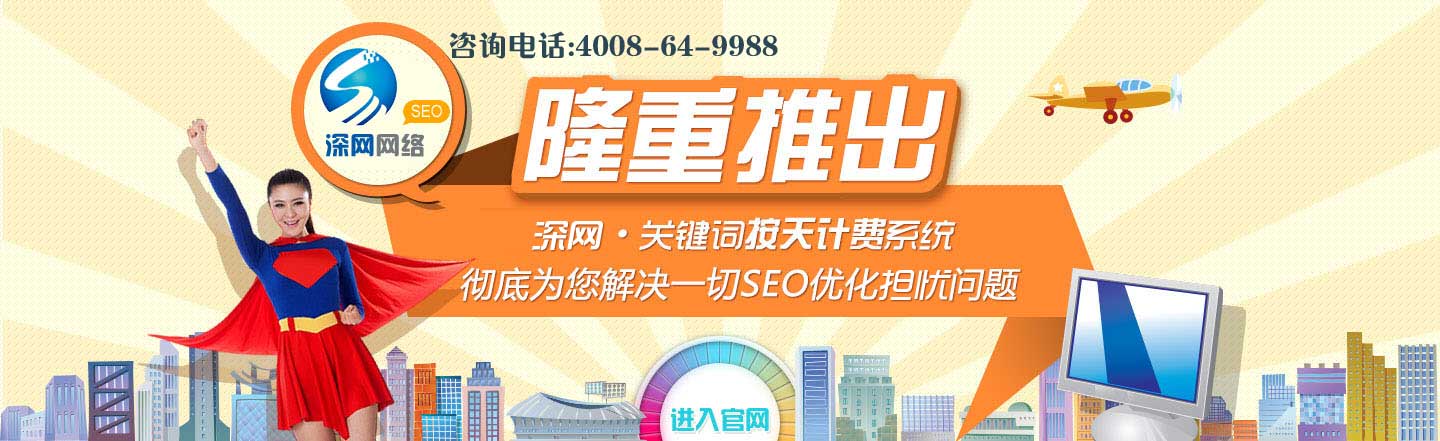 咨询电话:4008-64-9988
SEO
深网网络
隆重推出
深网·关键词按天计费系统
彻底为您解决一切SEO优化担忧问题
进入官网